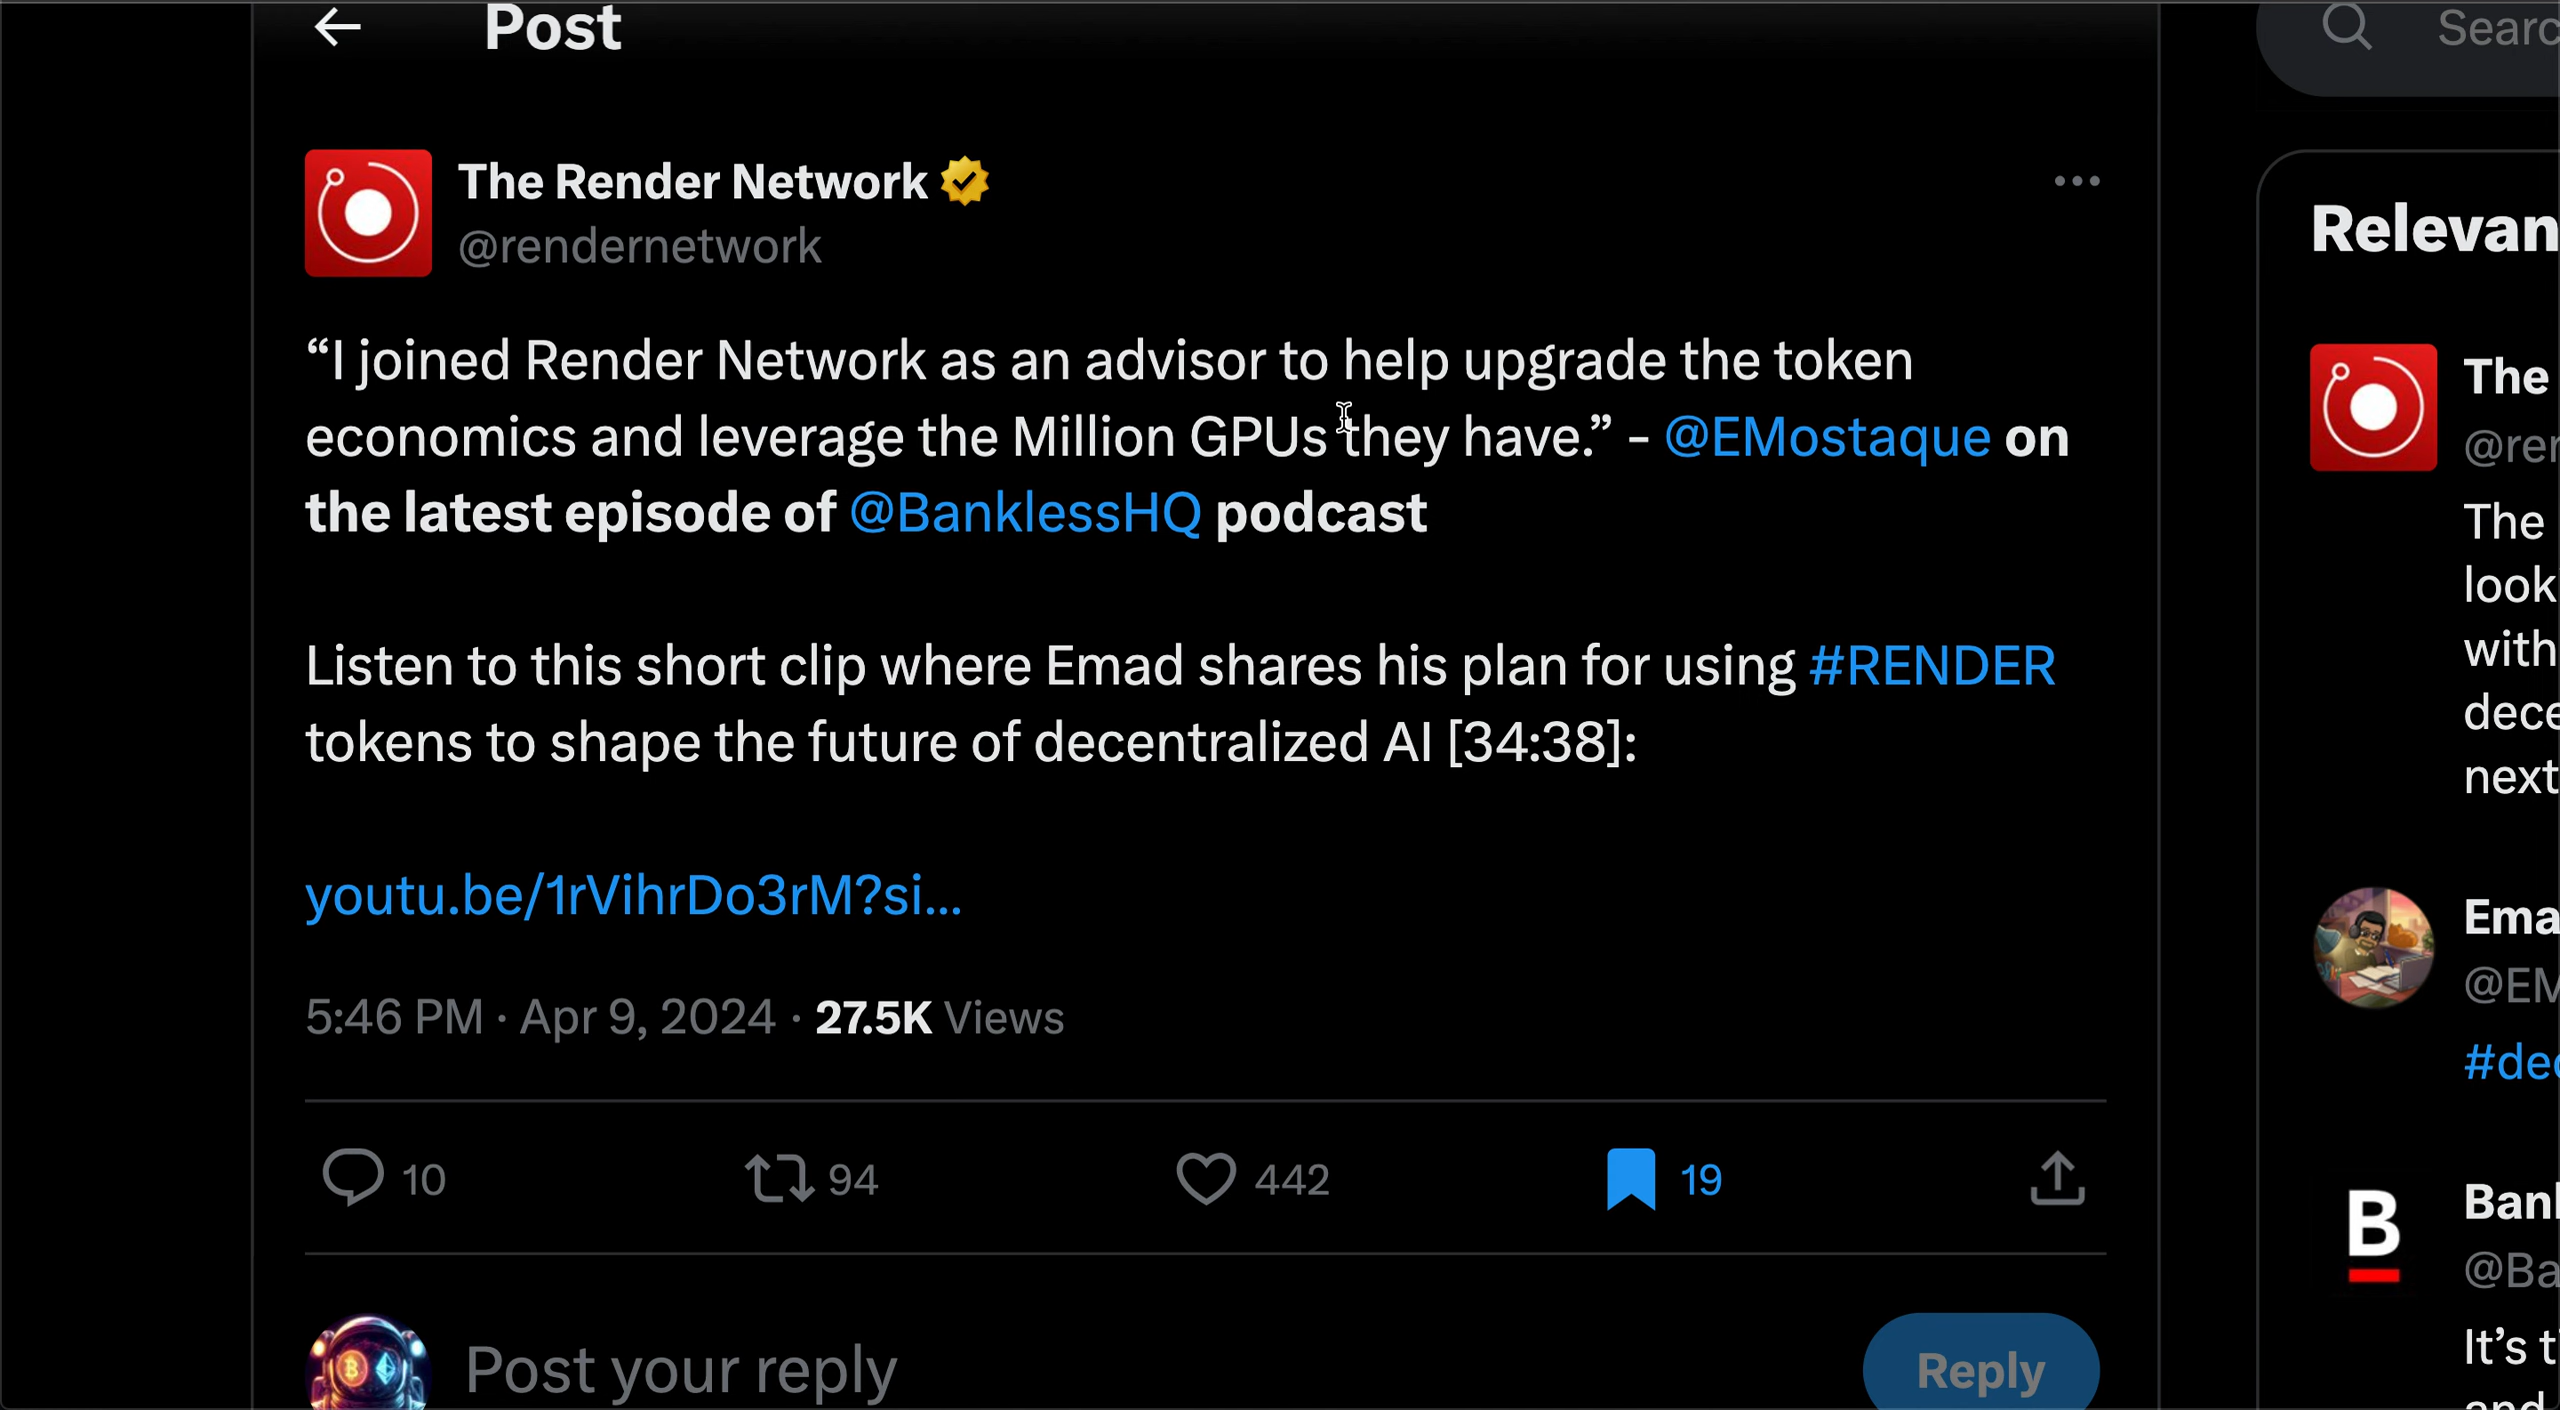 Post
Searc
The Render Network
@rendernetwork
“I joined Render Network as an advisor to help upgrade the token
economics and leverage the Million GPUs they have.” - @EMostaque on
the latest episode of @BanklessHQ podcast
Listen to this short clip where Emad shares his plan for using #RENDER
tokens to shape the future of decentralized AI [34:38]:
youtu.be/1rVihrDo3rM?si...
5:46 PM · Apr 9, 2024 · 27.5K Views
10 94 442 19
Post your reply
Reply
Relevan
The
@rer
The
look
with
dece
next
Ema
@EM
#dec
B
Banl
@Ba
It’s ti
and